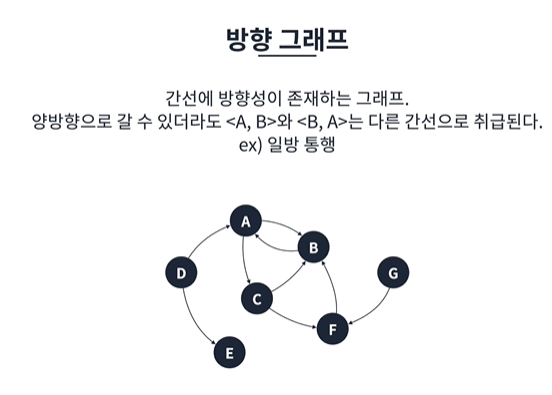 방향 그래프
간선에 방향성이 존재하는 그래프.
양방향으로 갈 수 있더라도 <A, B>와 <B, A>는 다른 간선으로 취급된다.
ex) 일방 통행
A
B
D
G
C
F
E